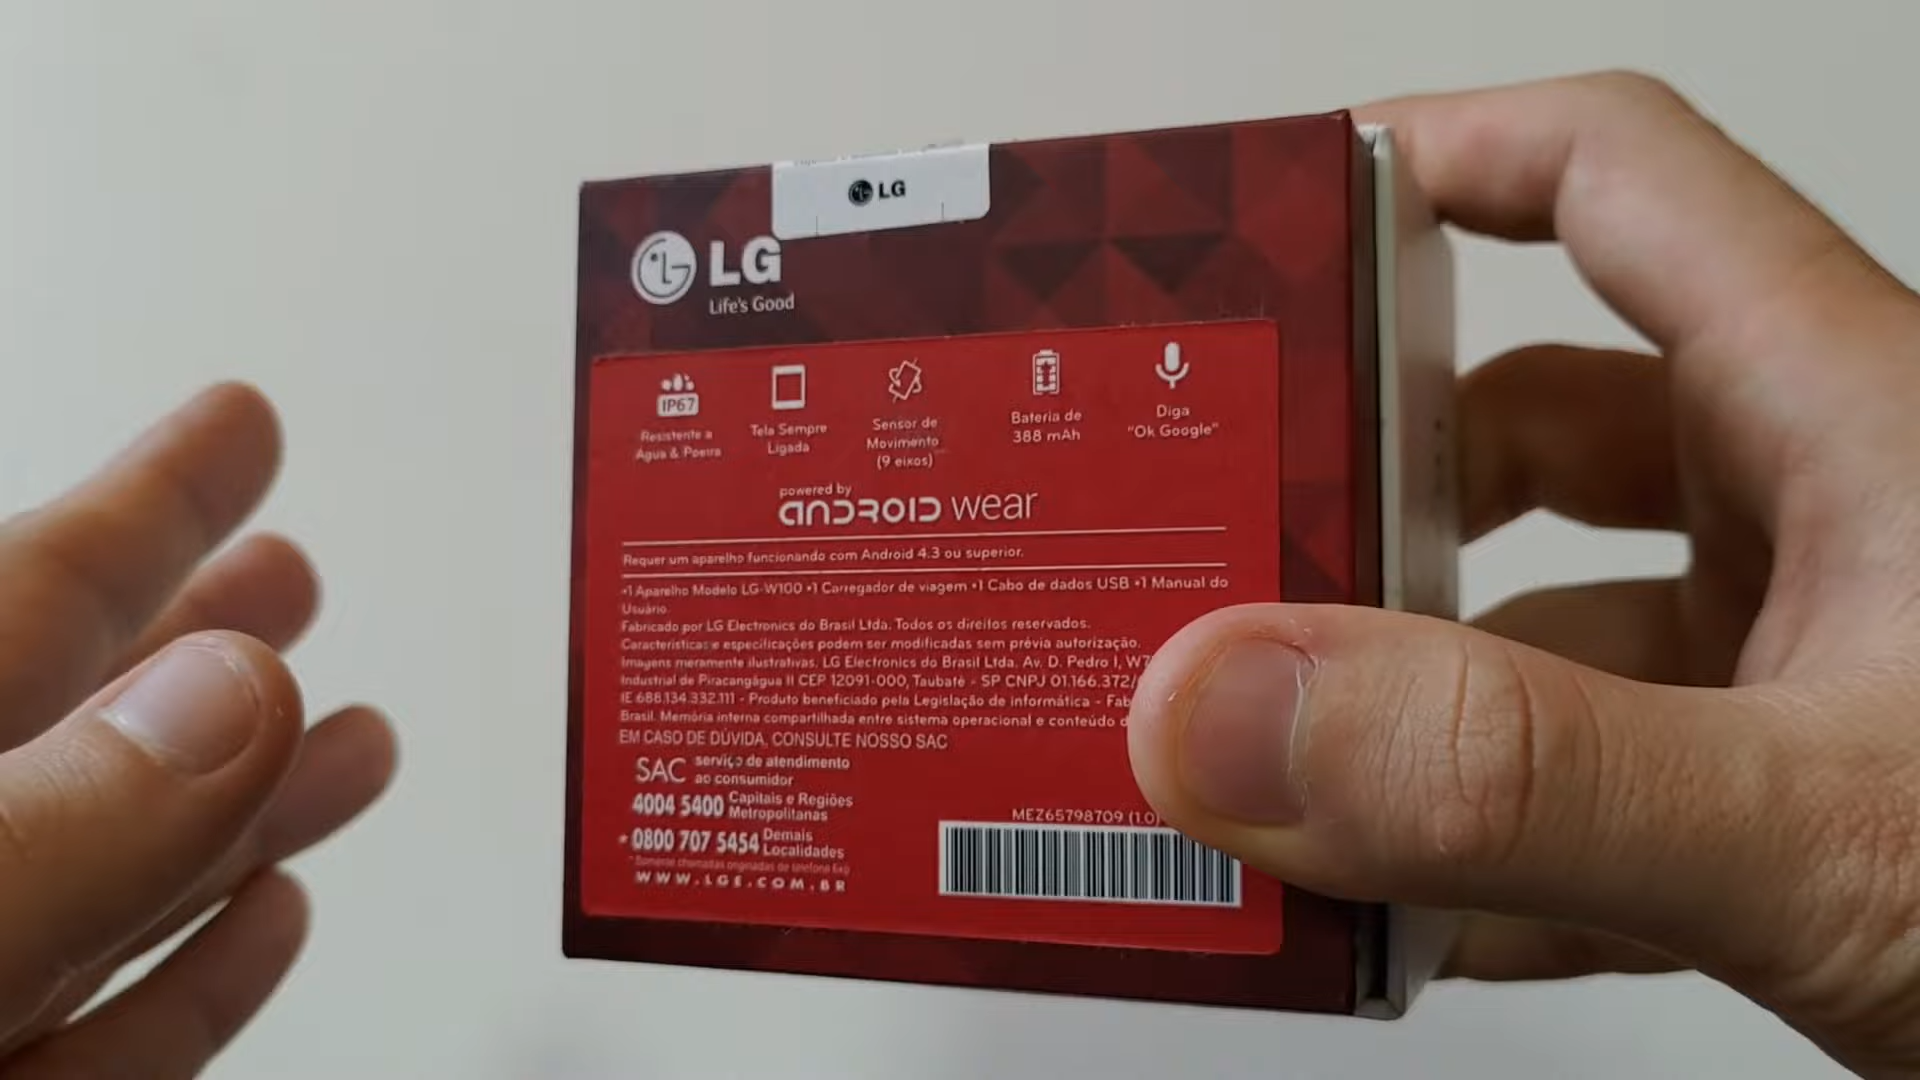 LG
LG
Life's Good
IP67
Resistente a
Água & Poeira
Tela Sempre
Ligada
Sensor de
Movimento
(9 eixos)
Bateria de
388 mAh
Diga
"Ok Google"
powered by
ANDROID wear
Requer um aparelho funcionando com Android 4.3 ou superior.
•1 Aparelho Modelo LG-W100 •1 Carregador de viagem •1 Cabo de dados USB •1 Manual do
Usuário.
Fabricado por LG Electronics do Brasil Ltda. Todos os direitos reservados.
Características e especificações podem ser modificadas sem prévia autorização.
Imagens meramente ilustrativas. LG Electronics do Brasil Ltda. Av. D. Pedro I, W7
Industrial de Piracangágua II CEP 12091-000, Taubaté - SP CNPJ 01.166.372/
IE 688.134.332.111 - Produto beneficiado pela Legislação de informática - Fab
Brasil. Memória interna compartilhada entre sistema operacional e conteúdo d
EM CASO DE DÚVIDA, CONSULTE NOSSO SAC
SAC serviço de atendimento
ao consumidor
4004 5400 Capitais e Regiões
Metropolitanas
* 0800 707 5454 Demais
Localidades
* Somente chamadas originadas de telefone fixo
WWW.LGE.COM.BR
MEZ65798709 (1.0)